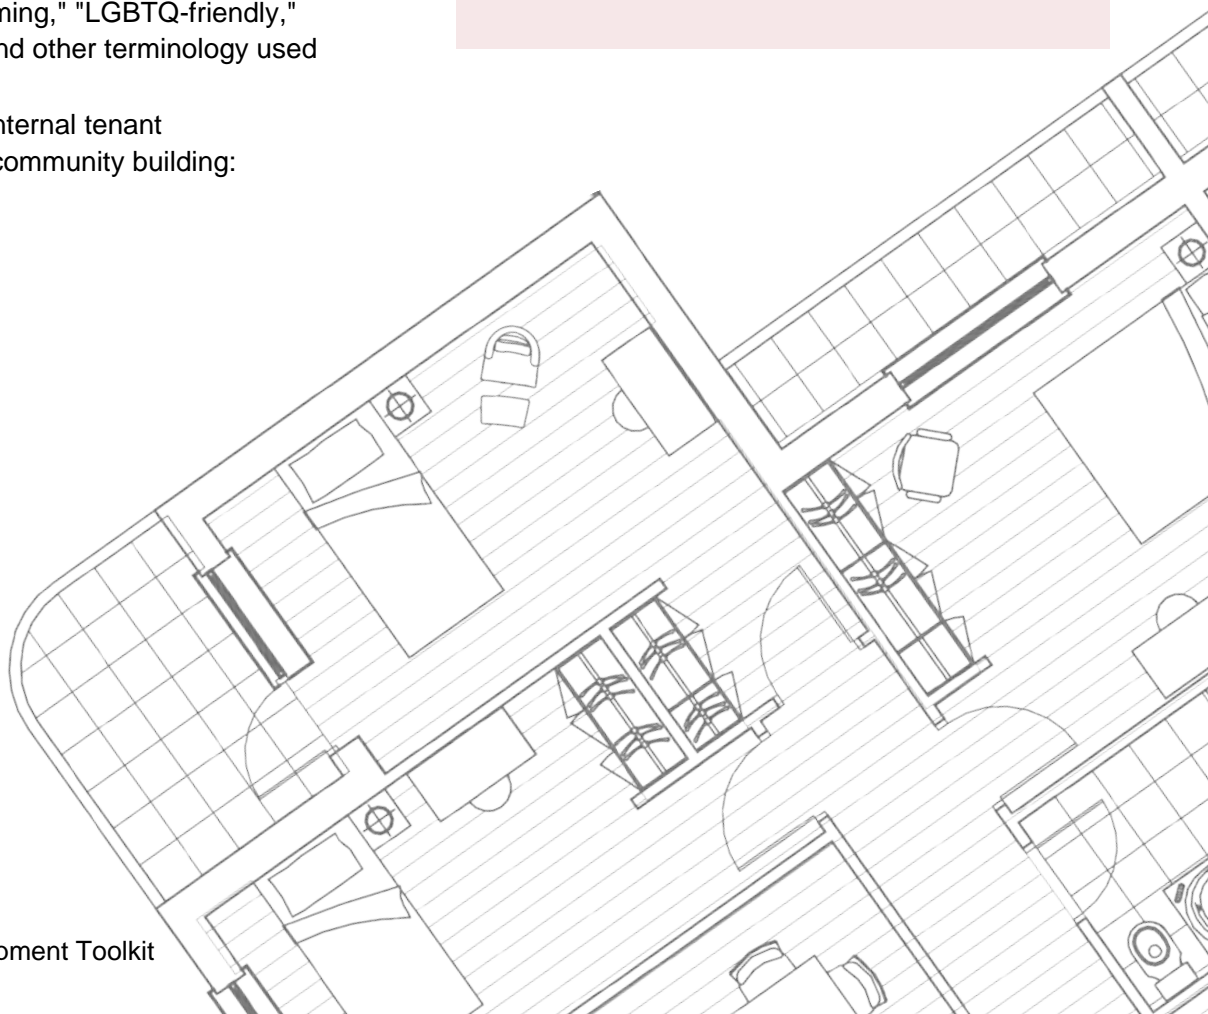 ning," "LGBTQ-friendly,"
nd other terminology used
nternal tenant
community building:
oment Toolkit